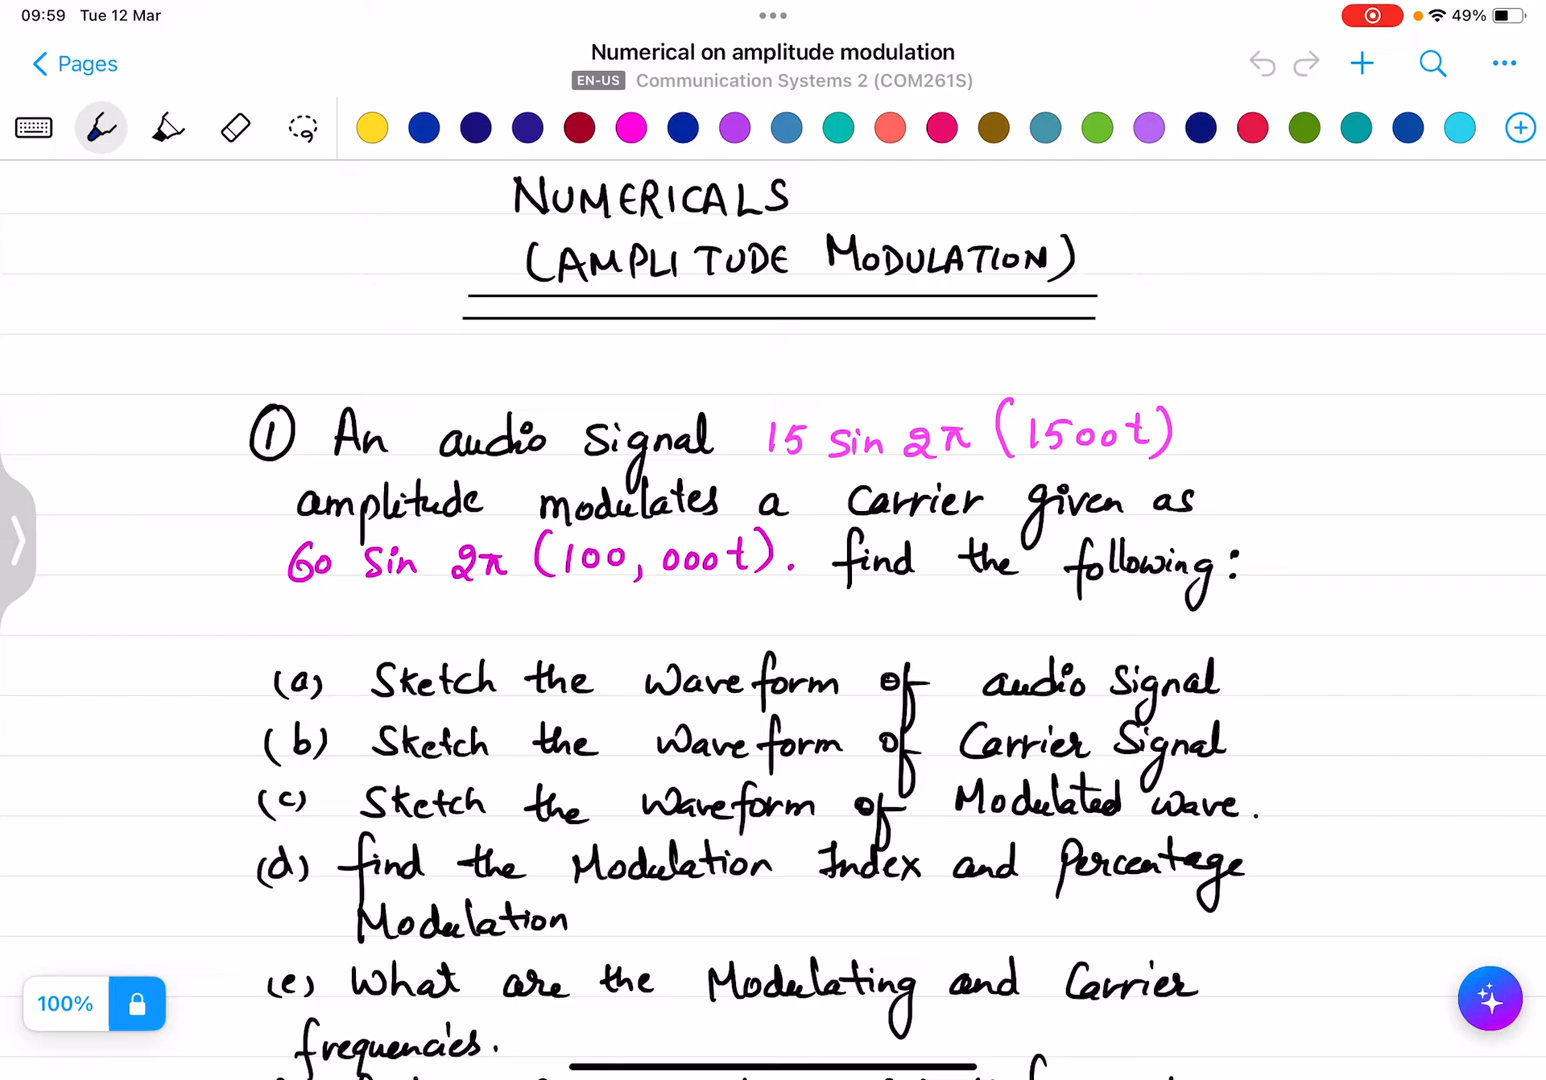 09:59 Tue 12 Mar
49%
Pages
Numerical on amplitude modulation
EN-US Communication Systems 2 (COM261S)
NUMERICALS
(AMPLITUDE MODULATION)
① An audio signal 15 sin 2π (1500t)
amplitude modulates a carrier given as
60 sin 2π (100,000t). find the following:
(a) Sketch the waveform of audio signal
(b) Sketch the waveform of Carrier Signal
(c) Sketch the waveform of Modulated wave.
(d) find the Modulation Index and Percentage
Modulation
(e) What are the Modulating and Carrier
frequencies.
100%